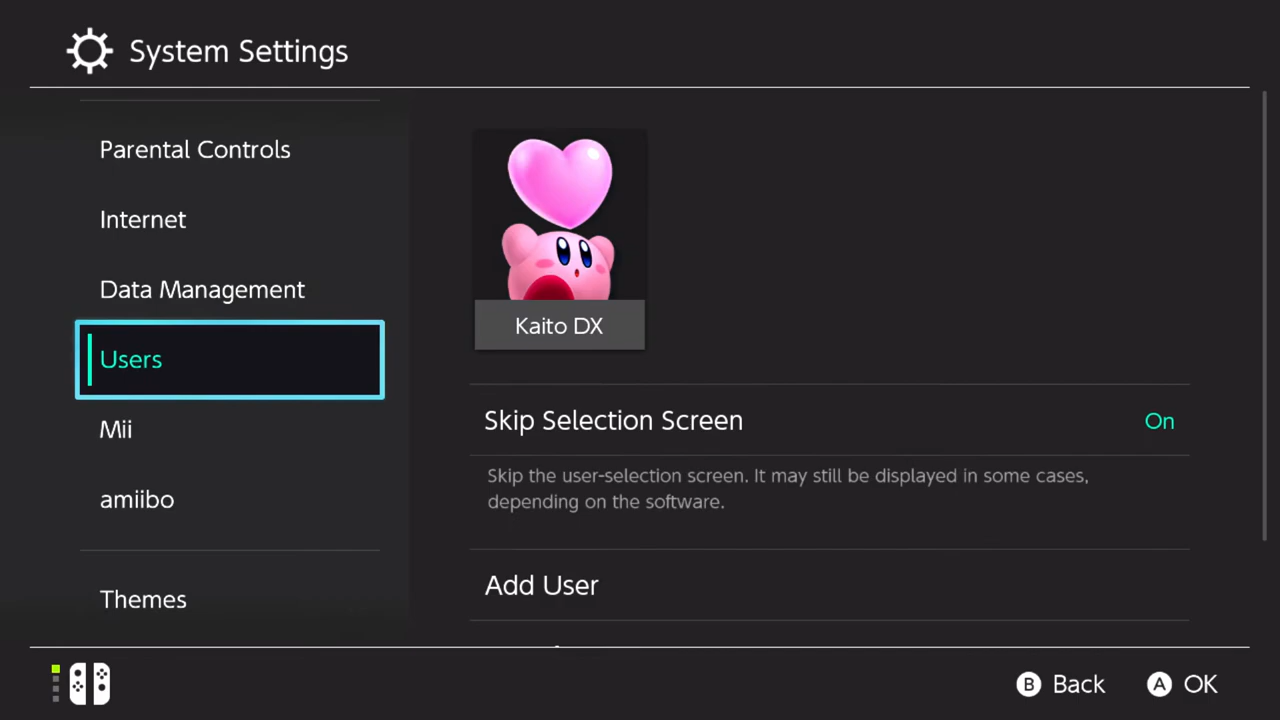 System Settings
Parental Controls
Internet
Data Management
Users
Mii
amiibo
Themes
Kaito DX
Skip Selection Screen On
Skip the user-selection screen. It may still be displayed in some cases,
depending on the software.
Add User
B Back A OK